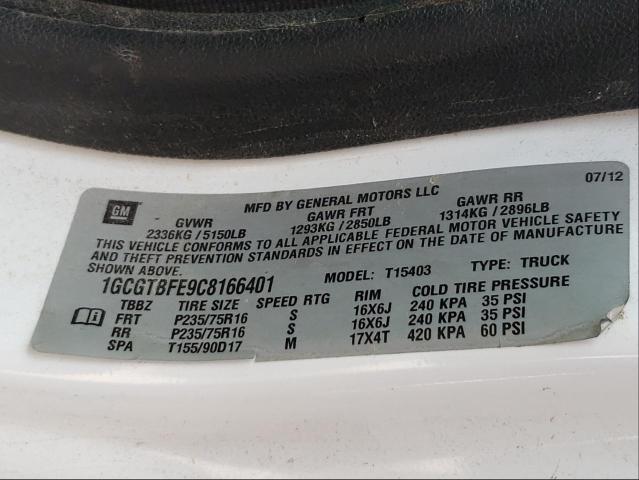 07/12
GM
MFD BY GENERAL MOTORS LLC
GVWR GAWR FRT GAWR RR
2336KG / 5150LB 1293KG / 2850LB 1314KG / 2896LB
THIS VEHICLE CONFORMS TO ALL APPLICABLE FEDERAL MOTOR VEHICLE SAFETY
AND THEFT PREVENTION STANDARDS IN EFFECT ON THE DATE OF MANUFACTURE
SHOWN ABOVE.
1GCGTBFE9C8166401 MODEL: T15403 TYPE: TRUCK
TBBZ TIRE SIZE SPEED RTG RIM COLD TIRE PRESSURE
FRT P235/75R16 S 16X6J 240 KPA 35 PSI
RR P235/75R16 S 16X6J 240 KPA 35 PSI
SPA T155/90D17 M 17X4T 420 KPA 60 PSI